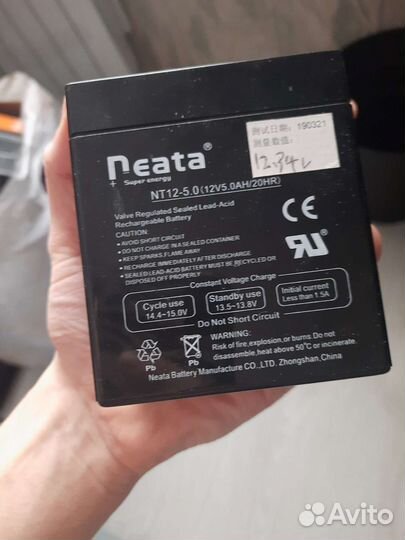 neata®
+ Super energy
测试日期: 190321
测量数值:
12.34v
NT12-5.0(12V5.0AH/20HR)
Valve Regulated Sealed Lead-Acid
Rechargeable Battery
CAUTION:
• AVOID SHORT CIRCUIT
• DO NOT CHARGE IN A SEALED CONTAINER
• KEEP SPARKS, FLAME AWAY
• RECHARGE IMMEDIATELY AFTER DISCHARGE
• SEALED LEAD-ACID BATTERY MUST BE RECYCLED OR
DISPOSED OFF PROPERLY
CE
RU
Constant Voltage Charge
Cycle use
14.4~15.0V
Standby use
13.5~13.8V
Initial current
Less than 1.5A
Do Not Short Circuit
WARNING:
Risk of fire,explosion,or burns. Do not
disassemble,heat above 50°C or incinerate.
Pb
Pb
Neata Battery Manufacture CO.,LTD. Zhongshan,China
Avito